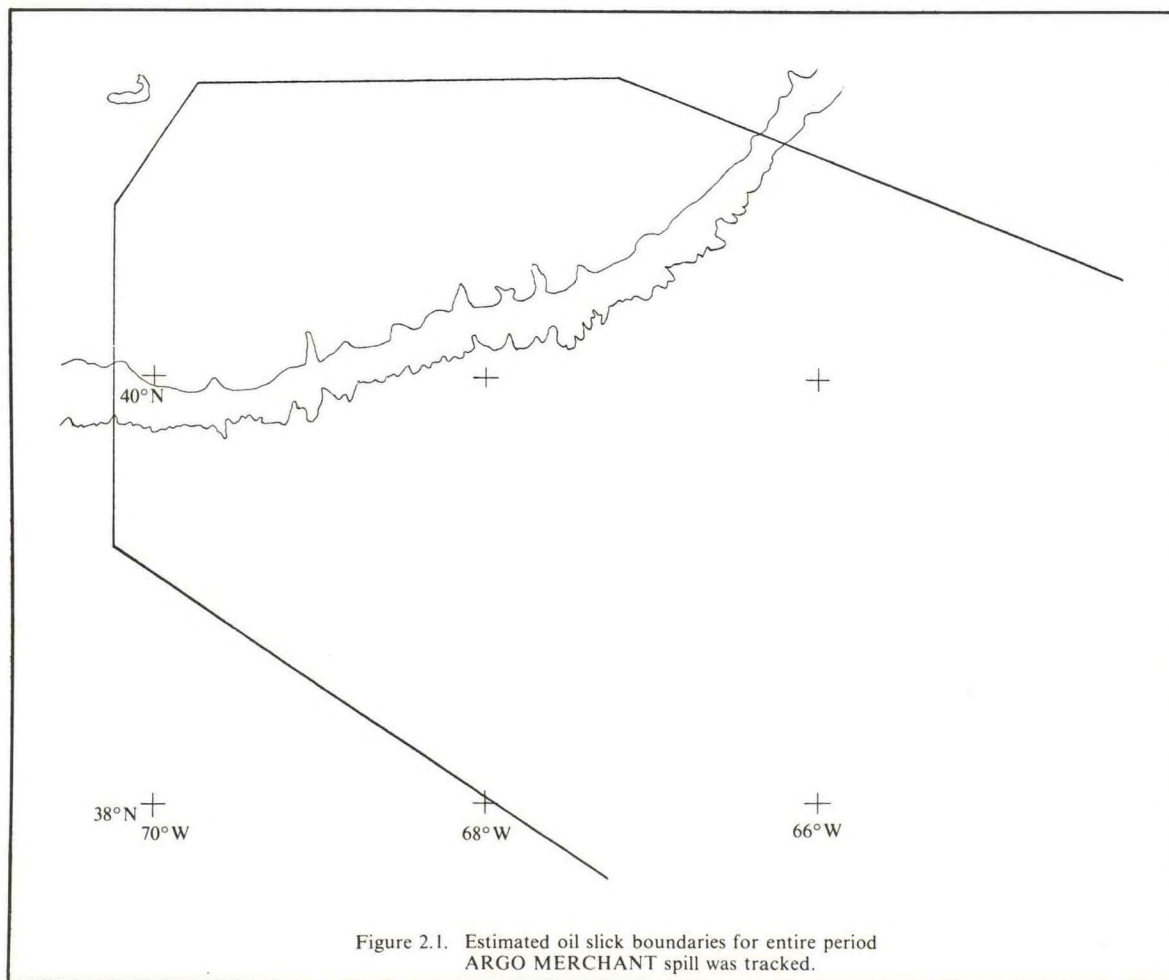 40°N
38°N
70°W
68°W
66°W
Figure 2.1. Estimated oil slick boundaries for entire period
ARGO MERCHANT spill was tracked.